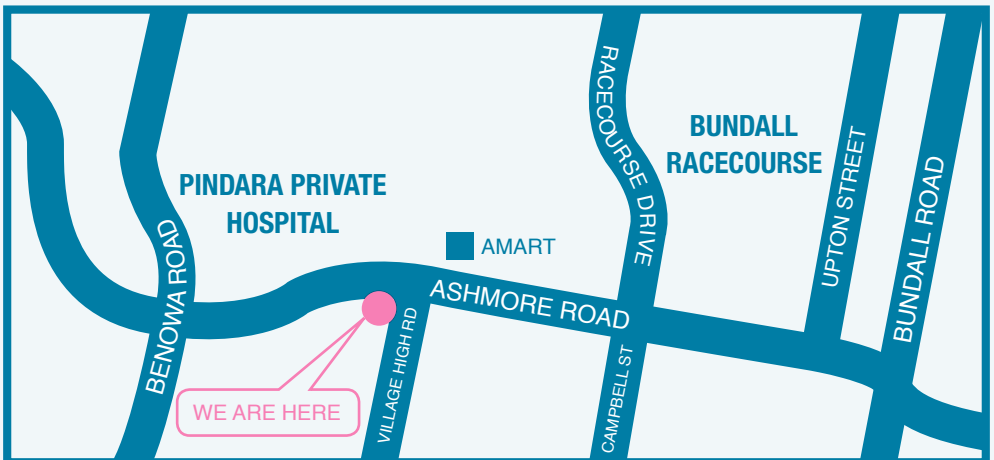 RACECOURSE DRIVE
BUNDALL
RACECOURSE
UPTON STREET
BUNDALL ROAD
PINDARA PRIVATE
HOSPITAL
AMART
BENOWA ROAD
ASHMORE ROAD
VILLAGE HIGH RD
CAMPBELL ST
WE ARE HERE